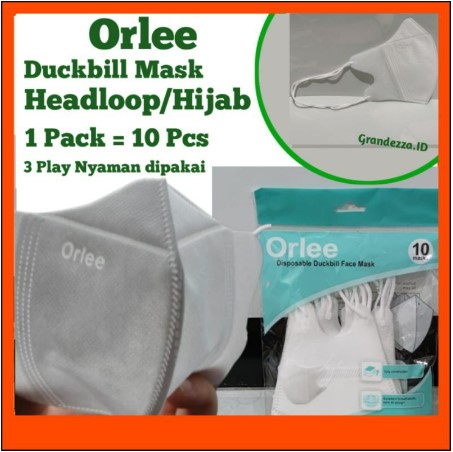 Orlee
Duckbill Mask
Headloop/Hijab
1 Pack = 10 Pcs
3 Play Nyaman dipakai
Grandezza.ID
Orlee
Orlee
Disposable Duckbill Face Mask
10